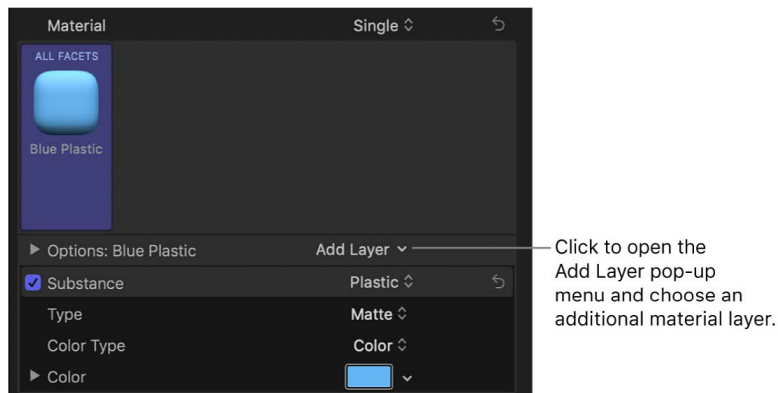 Material Single
ALL FACETS
Blue Plastic
Options: Blue Plastic Add Layer
Click to open the
Add Layer pop-up
menu and choose an
additional material layer.
Substance Plastic
Type Matte
Color Type Color
Color